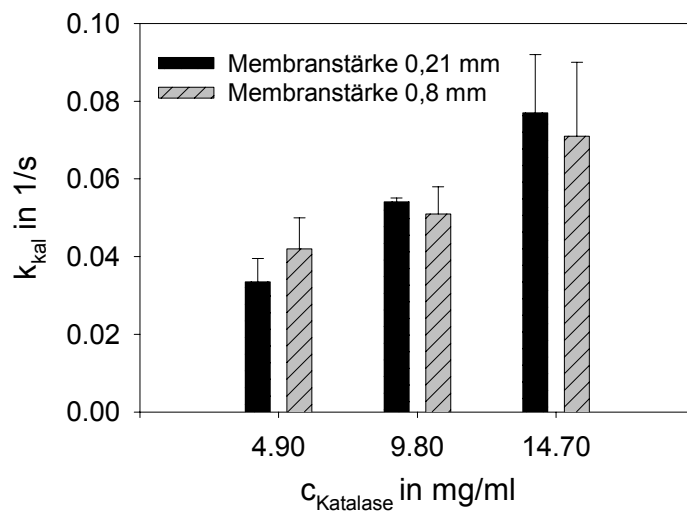 0.10
0.08
0.06
0.04
0.02
0.00
k_kal in 1/s
Membranstärke 0,21 mm
Membranstärke 0,8 mm
4.90 9.80 14.70
c_Katalase in mg/ml